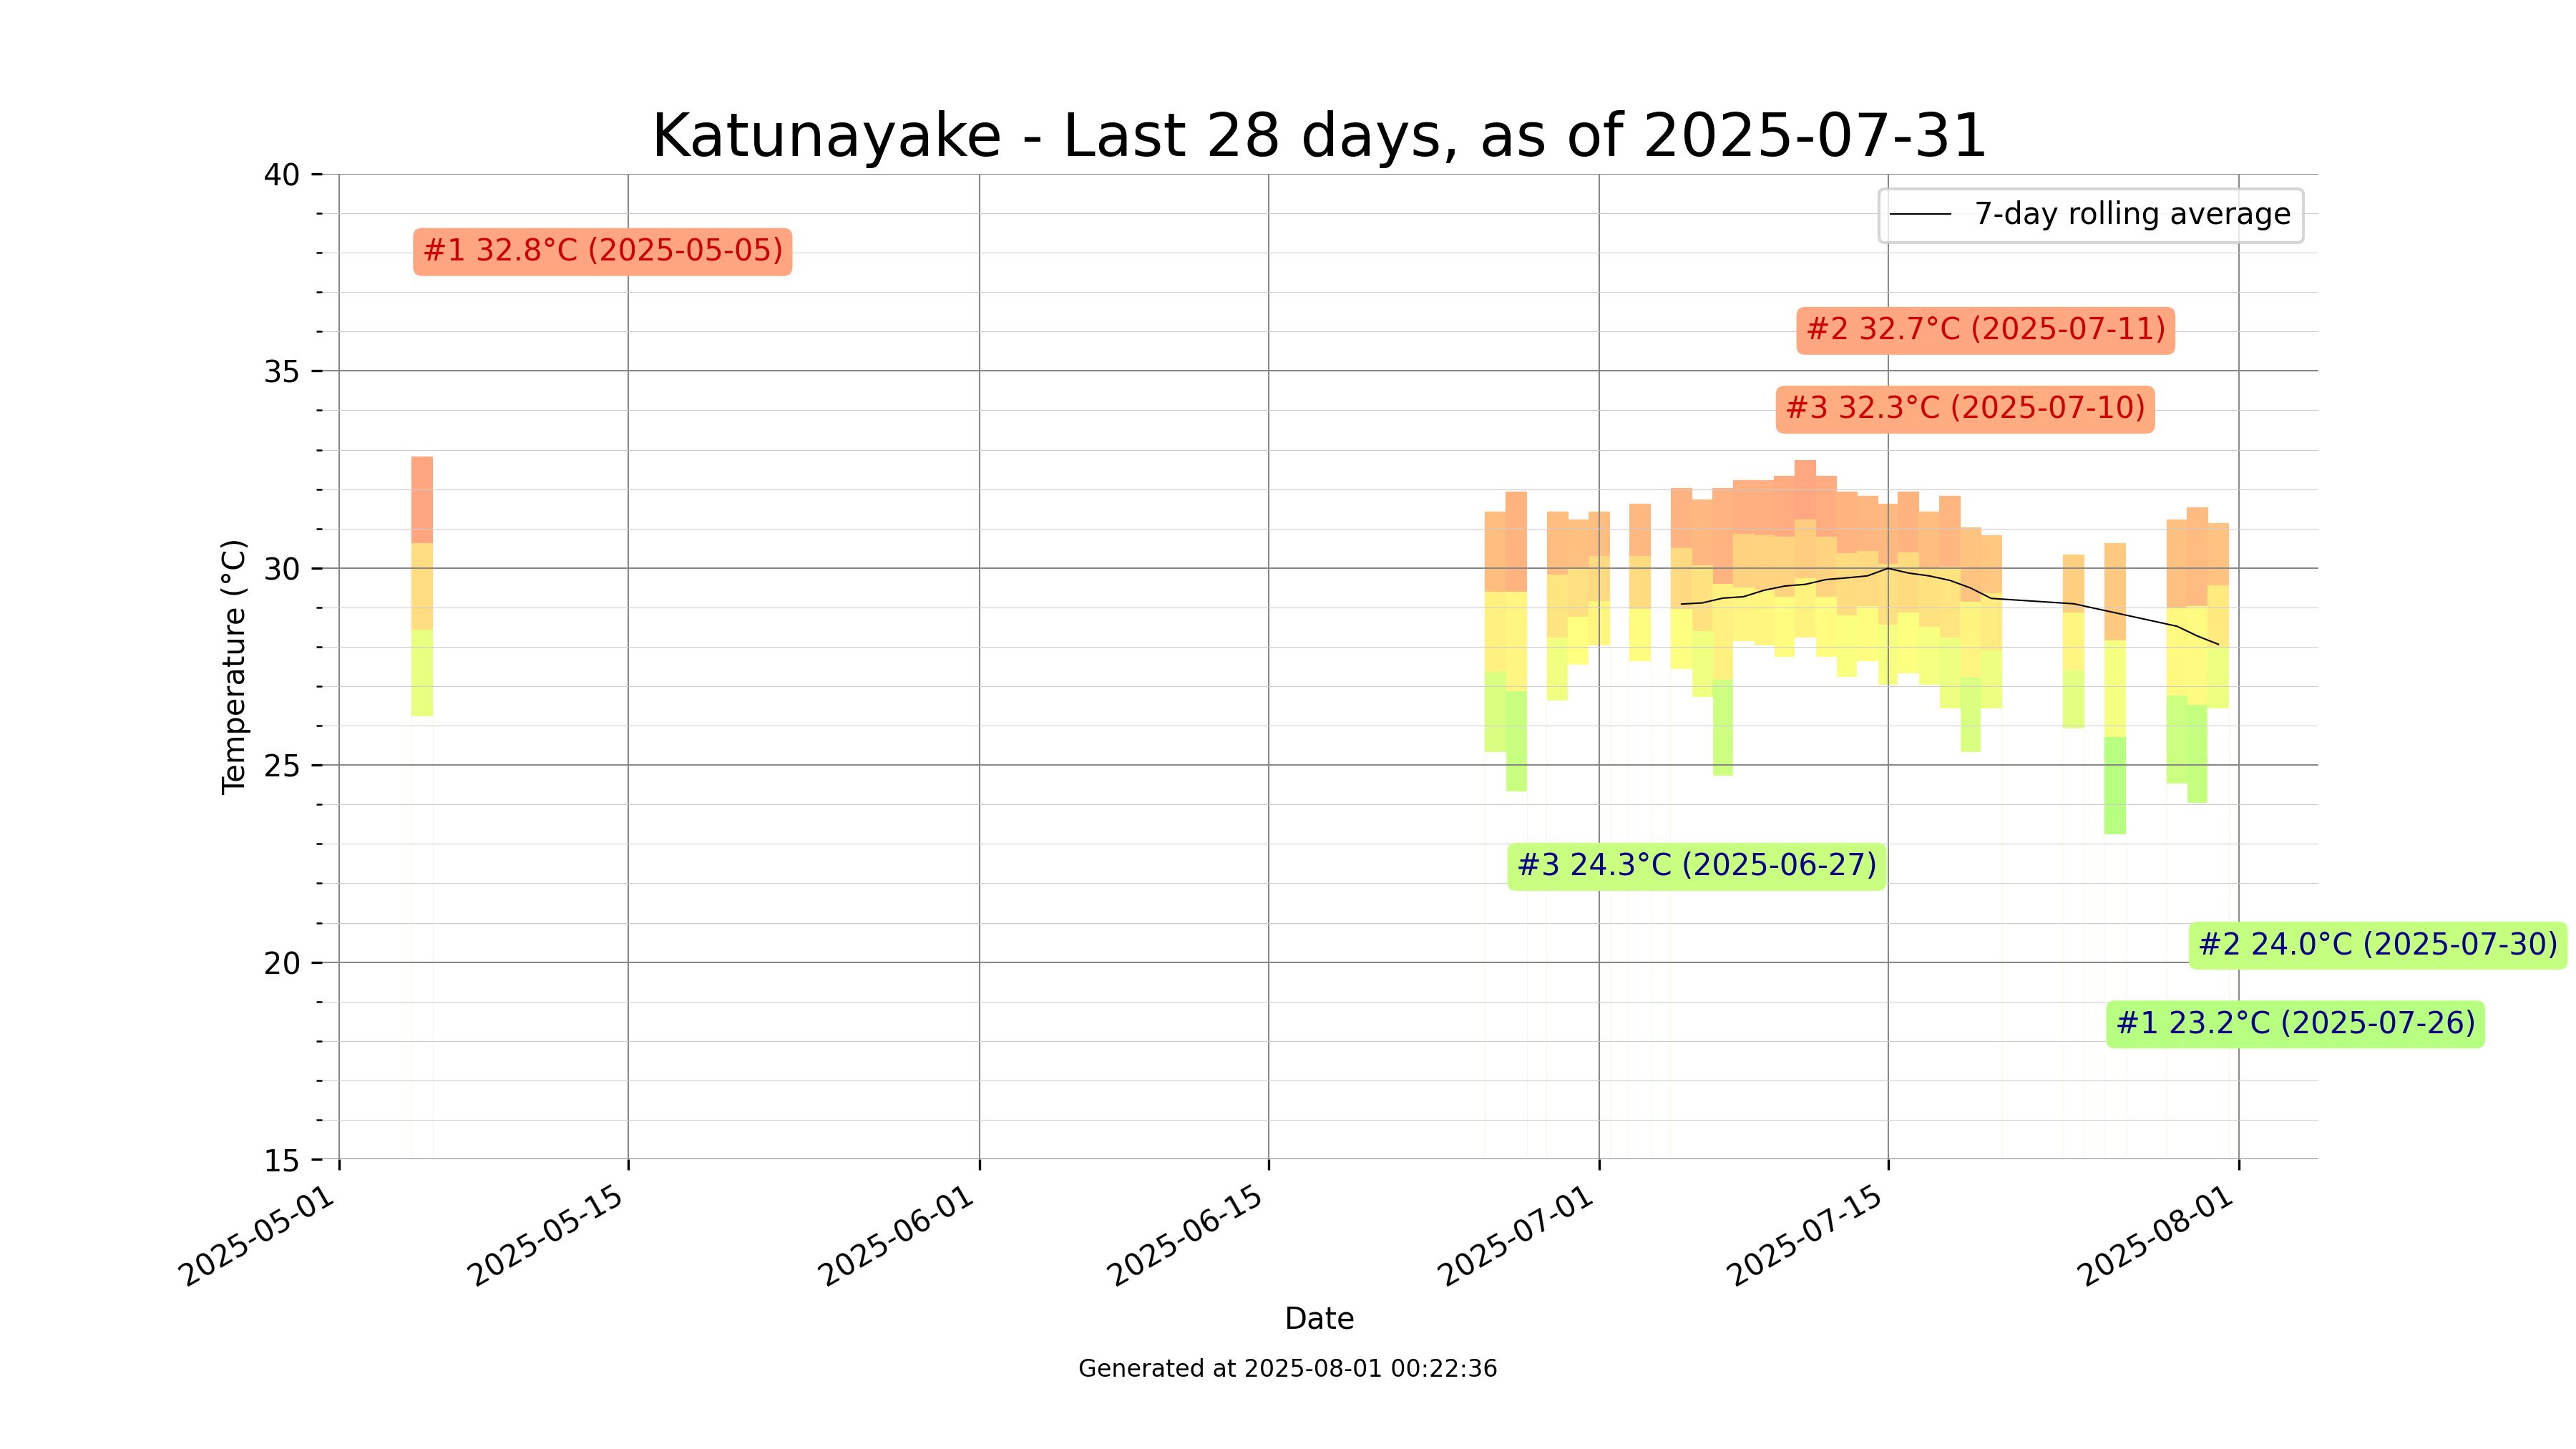 Katunayake - Last 28 days, as of 2025-07-31
40
35
30
25
20
15
Temperature (°C)
7-day rolling average
#1 32.8°C (2025-05-05)
#2 32.7°C (2025-07-11)
#3 32.3°C (2025-07-10)
#3 24.3°C (2025-06-27)
#2 24.0°C (2025-07-30)
#1 23.2°C (2025-07-26)
2025-05-01
2025-05-15
2025-06-01
2025-06-15
2025-07-01
2025-07-15
2025-08-01
Date
Generated at 2025-08-01 00:22:36